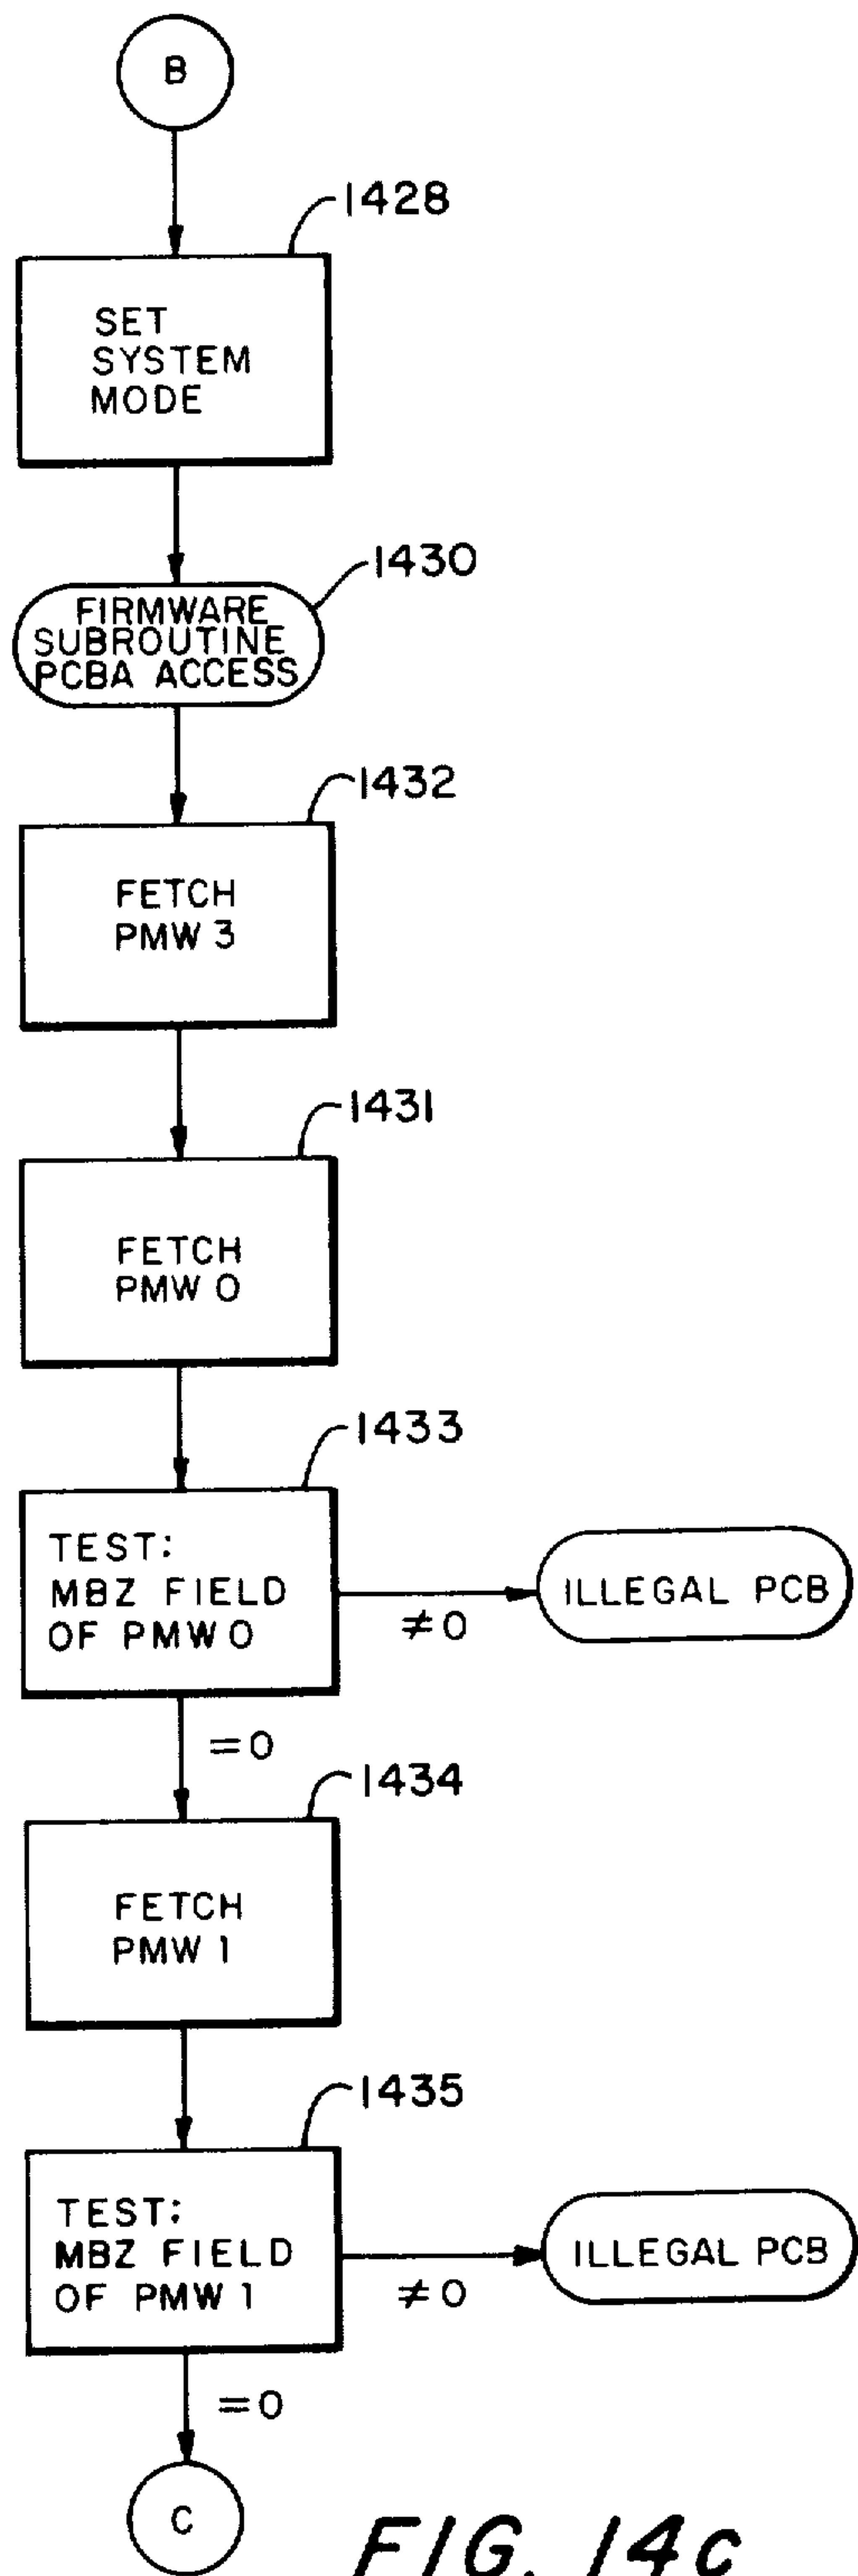 B
1428
SET
SYSTEM
MODE
1430
FIRMWARE
SUBROUTINE
PCBA ACCESS
1432
FETCH
PMW 3
1431
FETCH
PMW 0
1433
TEST:
MBZ FIELD
OF PMW 0
≠0
ILLEGAL PCB
=0
1434
FETCH
PMW 1
1435
TEST:
MBZ FIELD
OF PMW 1
≠0
ILLEGAL PCB
=0
C
FIG. 14c